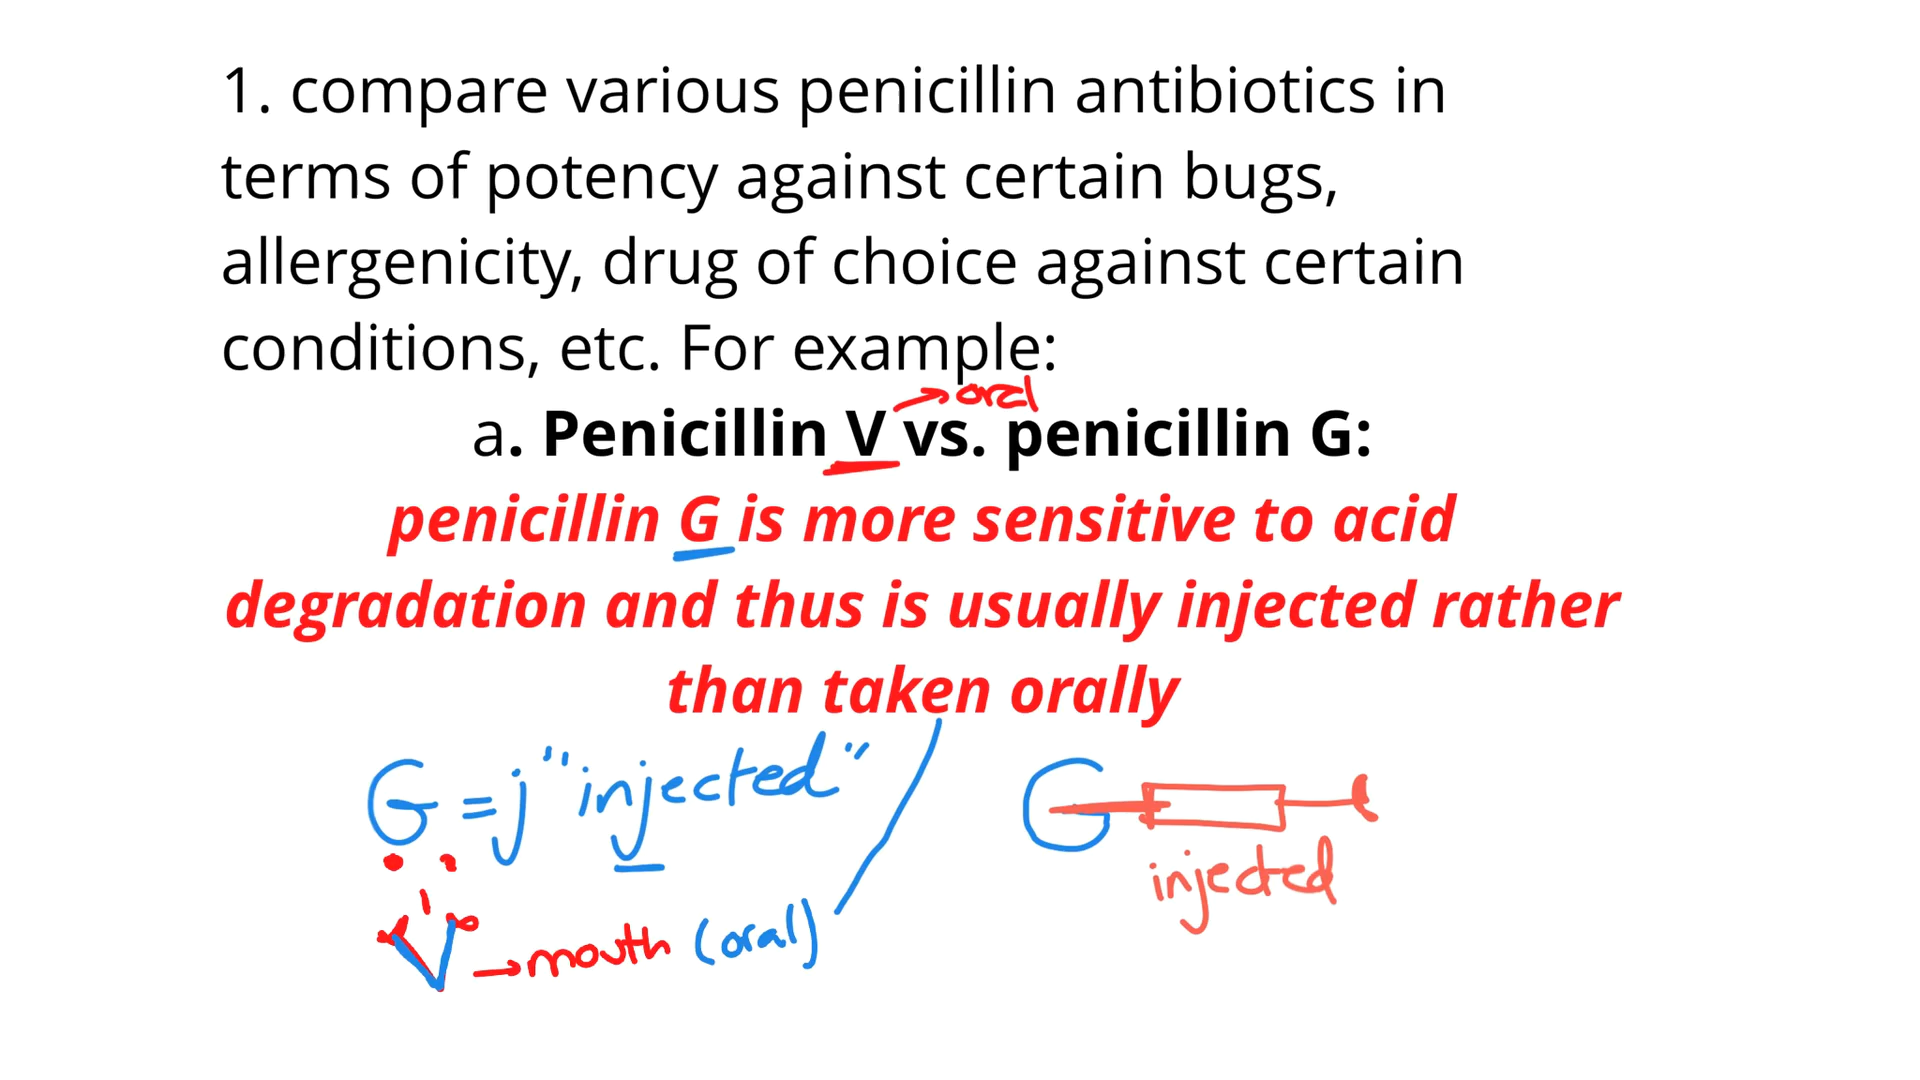 1. compare various penicillin antibiotics in
terms of potency against certain bugs,
allergenicity, drug of choice against certain
conditions, etc. For example:
→ oral
a. Penicillin V vs. penicillin G:
penicillin G is more sensitive to acid
degradation and thus is usually injected rather
than taken orally
G = j "injected"
G
injected
V → mouth (oral)